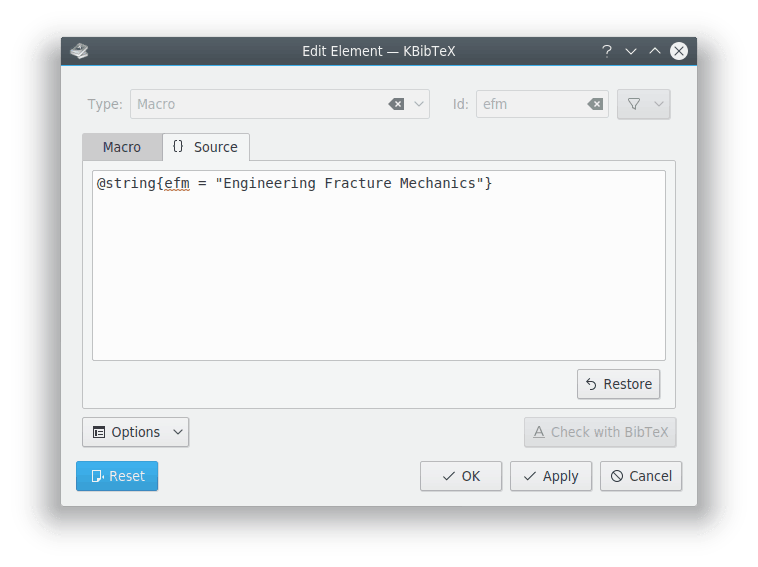 Edit Element — KBibTeX ?
Type: Macro Id: efm
Macro {} Source
@string{efm = "Engineering Fracture Mechanics"}
Restore
Options Check with BibTeX
Reset OK Apply Cancel